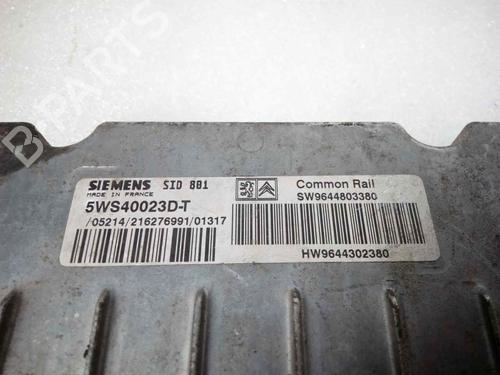 SIEMENS SID 801
MADE IN FRANCE
5WS40023D-T
/05214/216276991/01317
Common Rail
SW9644803380
HW9644302380
B-PARTS